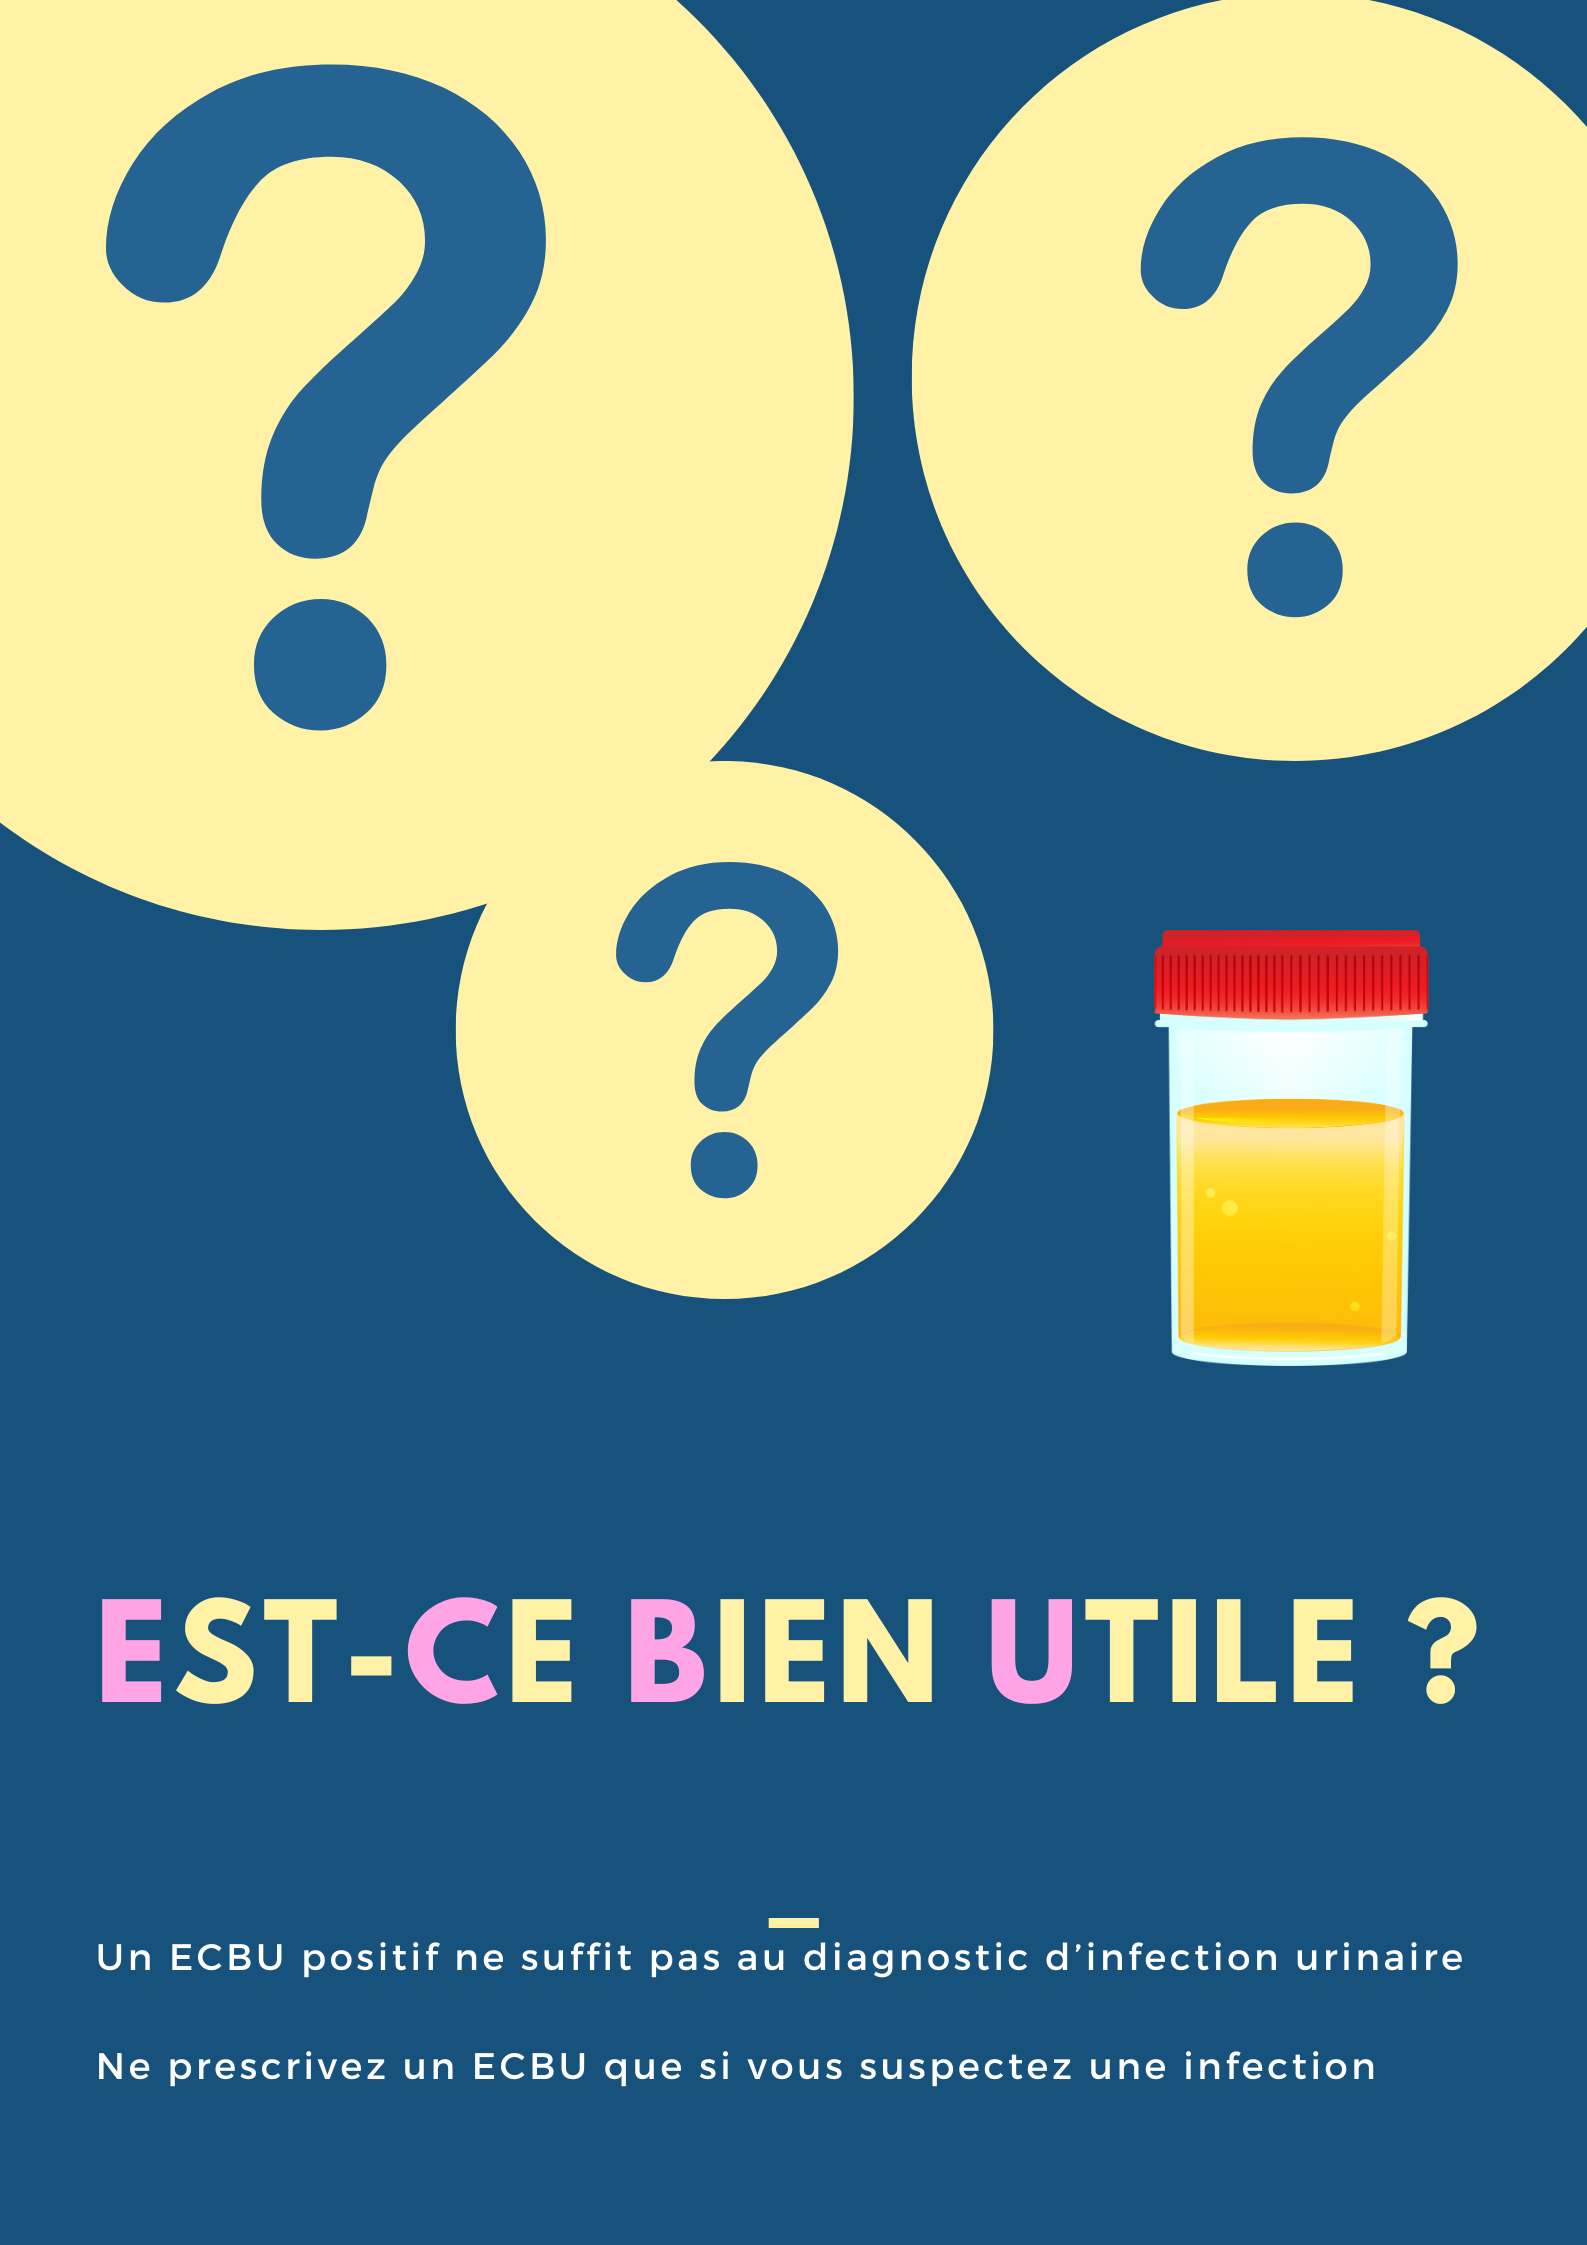 ?
?
?
EST-CE BIEN UTILE ?
Un ECBU positif ne suffit pas au diagnostic d’infection urinaire
Ne prescrivez un ECBU que si vous suspectez une infection